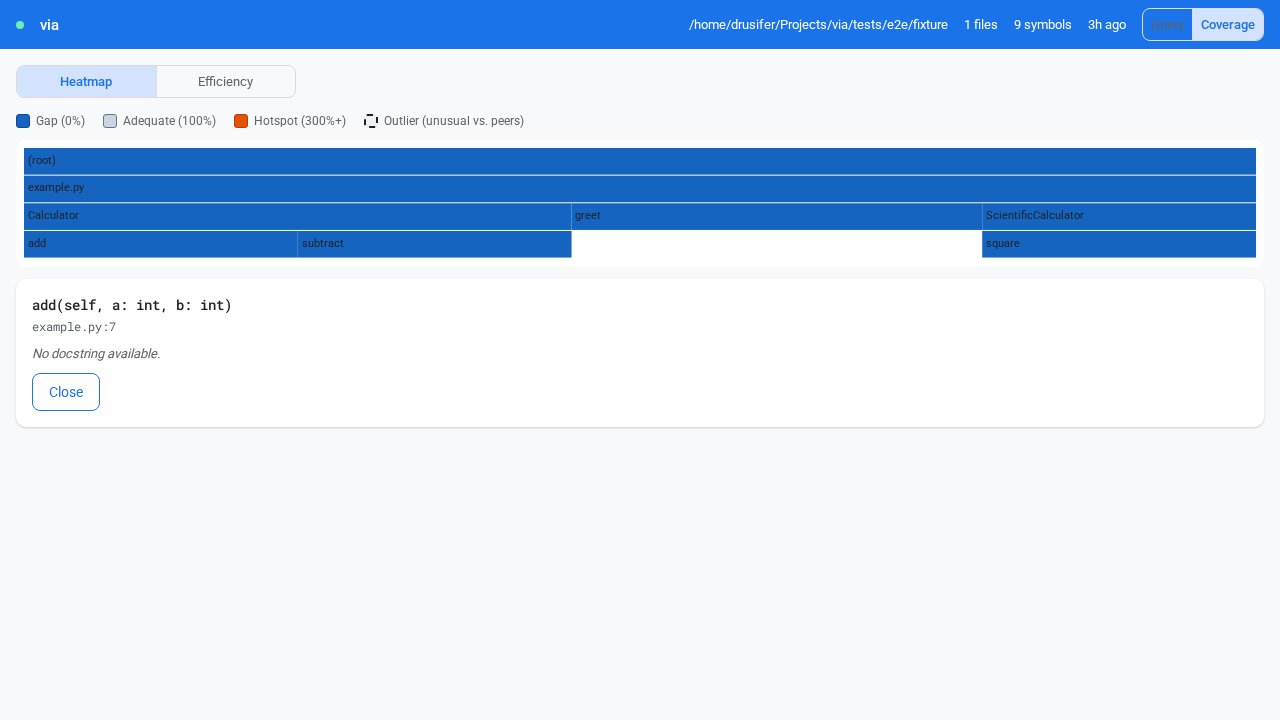 via
/home/drusifer/Projects/via/tests/e2e/fixture 1 files 9 symbols 3h ago Query Coverage
Heatmap Efficiency
Gap (0%) Adequate (100%) Hotspot (300%+) Outlier (unusual vs. peers)
(root)
example.py
Calculator greet ScientificCalculator
add subtract square
add(self, a: int, b: int)
example.py:7
No docstring available.
Close